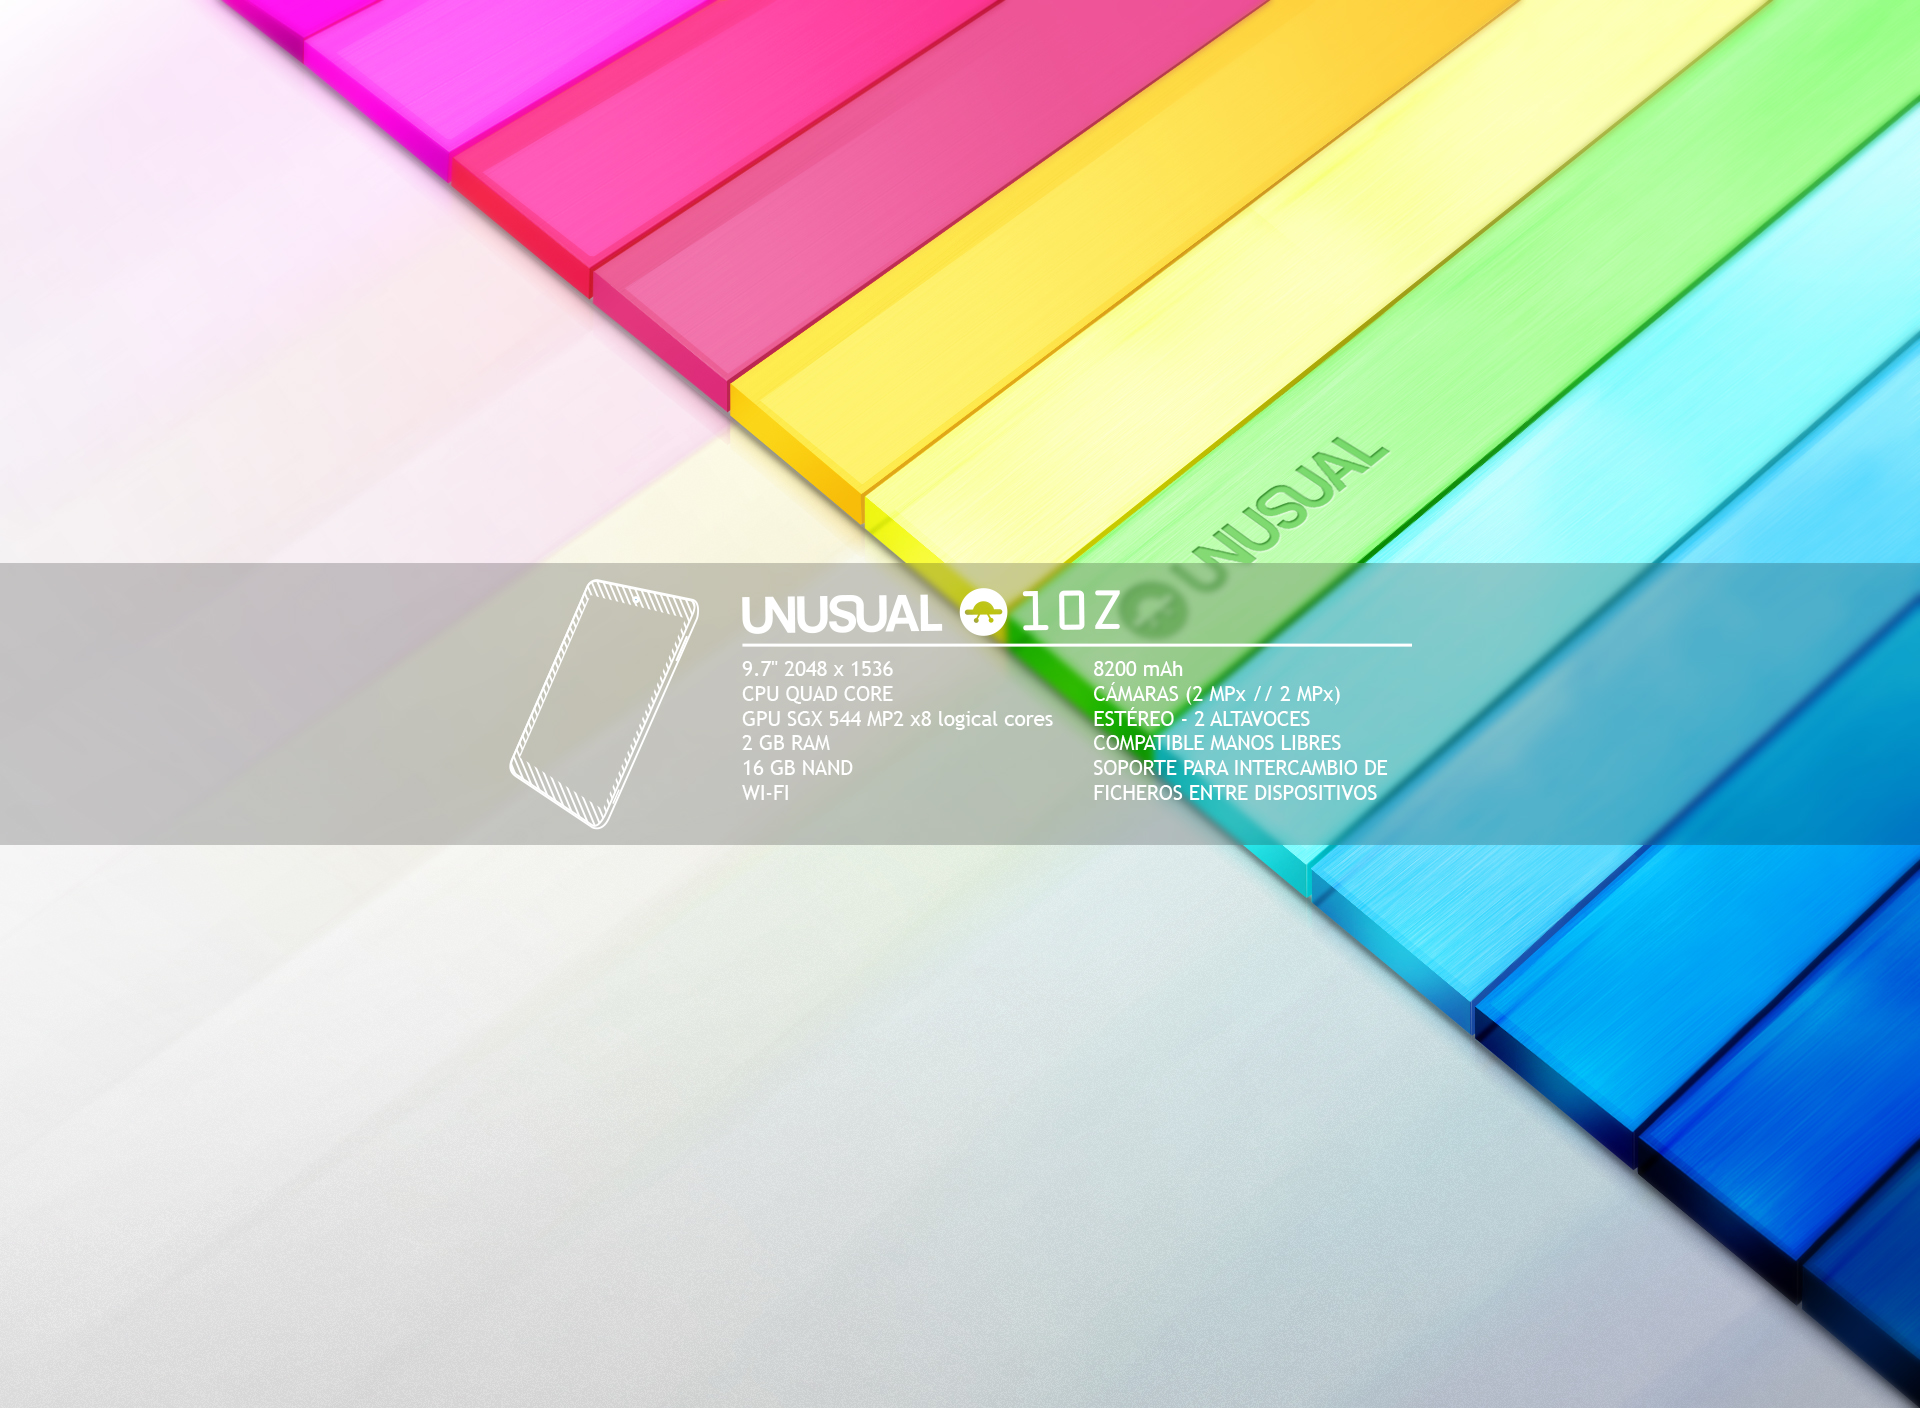 UNUSUAL
UNUSUAL 10Z
9.7" 2048 x 1536
CPU QUAD CORE
GPU SGX 544 MP2 x8 logical cores
2 GB RAM
16 GB NAND
WI-FI
8200 mAh
CÁMARAS (2 MPx // 2 MPx)
ESTÉREO - 2 ALTAVOCES
COMPATIBLE MANOS LIBRES
SOPORTE PARA INTERCAMBIO DE
FICHEROS ENTRE DISPOSITIVOS